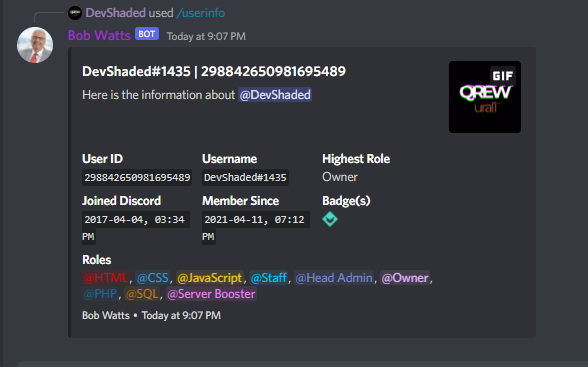 DevShaded used /userinfo
Bob Watts BOT Today at 9:07 PM
DevShaded#1435 | 298842650981695489
GIF
Here is the information about @DevShaded
QREW
User ID Username Highest Role
298842650981695489 DevShaded#1435 Owner
Joined Discord Member Since Badge(s)
2017-04-04, 03:34 2021-04-11, 07:12
PM PM
Roles
@HTML, @CSS, @JavaScript, @Staff, @Head Admin, @Owner,
@PHP, @SQL, @Server Booster
Bob Watts • Today at 9:07 PM